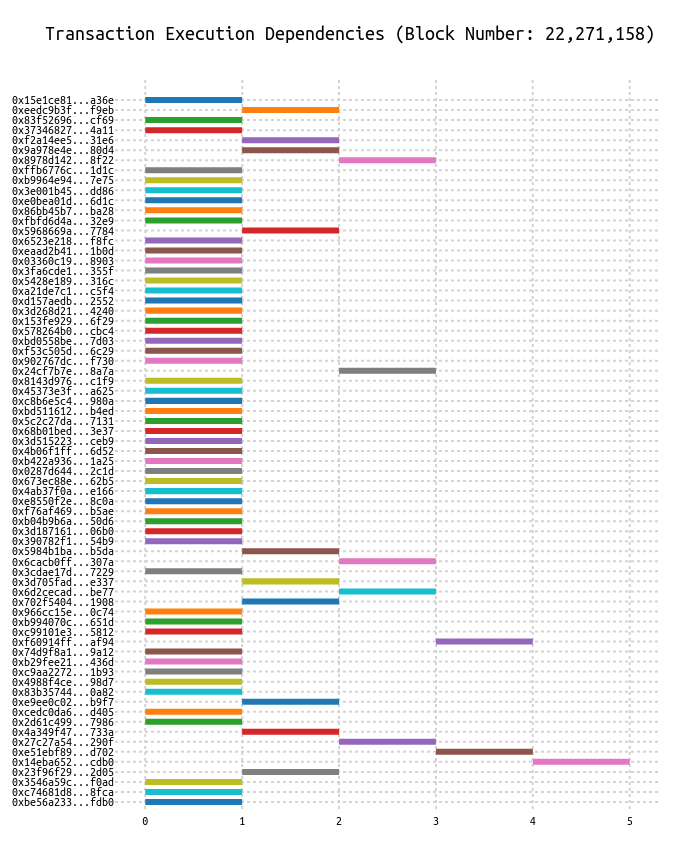 Transaction Execution Dependencies (Block Number: 22,271,158)
0x15e1ce81...a36e
0xeedc9b3f...f9eb
0x83f52696...cf69
0x37346827...4a11
0xf2a14ee5...31e6
0x9a978e4e...80d4
0x8978d142...8f22
0xffb6776c...1d1c
0xb9964e94...7e75
0x3e001b45...dd86
0xe0bea01d...6d1c
0x86bb45b7...ba28
0xfbfd6d4a...32e9
0x5968669a...7784
0x6523e218...f8fc
0xeaad2b41...1b0d
0x03360c19...8903
0x3fa6cde1...355f
0x5428e189...316c
0xa21de7c1...c5f4
0xd157aedb...2552
0x3d268d21...4240
0x153fe929...6f29
0x578264b0...cbc4
0xbd0558be...7d03
0xf53c505d...6c29
0x902767dc...f730
0x24cf7b7e...8a7a
0x8143d976...c1f9
0x45373e3f...a625
0xc8b6e5c4...980a
0xbd511612...b4ed
0x5c2c27da...7131
0x68b01bed...3e37
0x3d515223...ceb9
0x4b06f1ff...6d52
0xb422a936...1a25
0x0287d644...2c1d
0x673ec88e...62b5
0x4ab37f0a...e166
0xe8550f2e...8c0a
0xf76af469...b5ae
0xb04b9b6a...50d6
0x3d187161...06b0
0x390782f1...54b9
0x5984b1ba...b5da
0x6cacb0ff...307a
0x3cdae17d...7229
0x3d705fad...e337
0x6d2cecad...be77
0x702f5404...1908
0x966cc15e...0c74
0xb994070c...651d
0xc99101e3...5812
0xf60914ff...af94
0x74d9f8a1...9a12
0xb29fee21...436d
0xc9aa2272...1b93
0x4988f4ce...98d7
0x83b35744...0a82
0xe9ee0c02...b9f7
0xcedc0da6...d405
0x2d61c499...7986
0x4a349f47...733a
0x27c27a54...290f
0xe51ebf89...d702
0x14eba652...cdb0
0x23f96f29...2d05
0x3546a59c...f0ad
0xc74681d8...8fca
0xbe56a233...fdb0
0 1 2 3 4 5